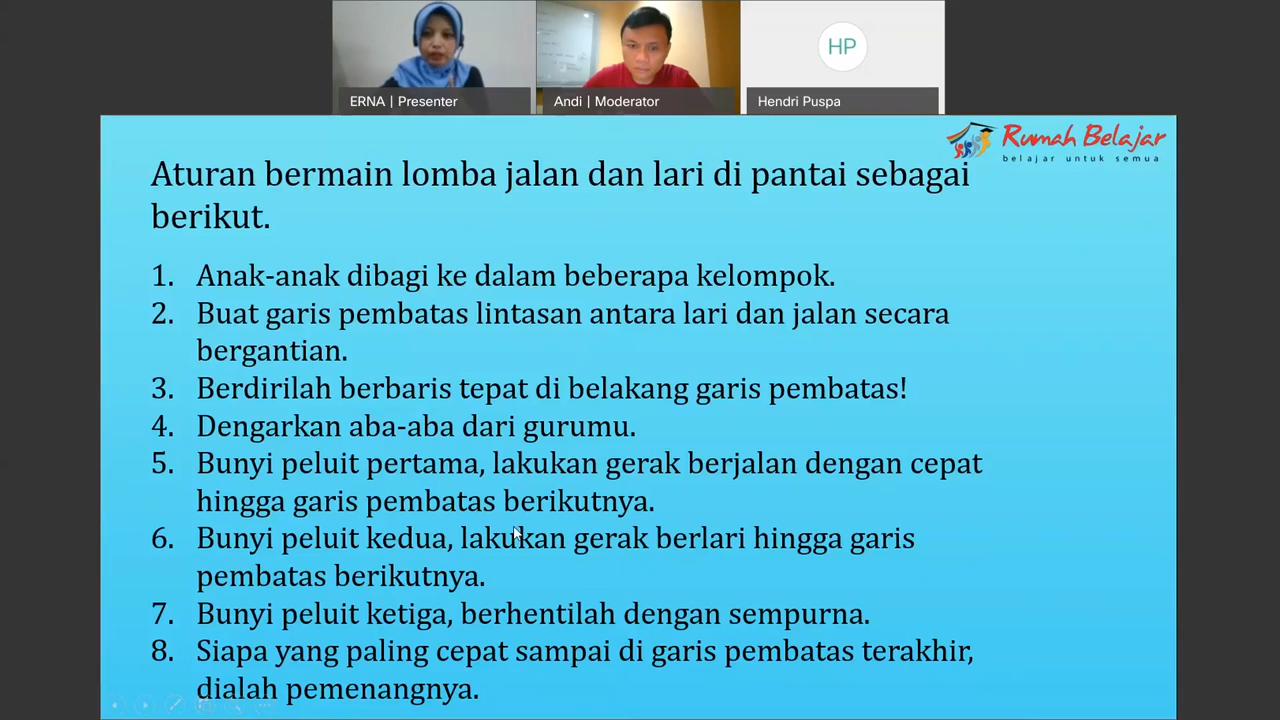 ERNA | Presenter
Andi | Moderator
HP
Hendri Puspa
Rumah Belajar
belajar untuk semua
Aturan bermain lomba jalan dan lari di pantai sebagai
berikut.
1. Anak-anak dibagi ke dalam beberapa kelompok.
2. Buat garis pembatas lintasan antara lari dan jalan secara
bergantian.
3. Berdirilah berbaris tepat di belakang garis pembatas!
4. Dengarkan aba-aba dari gurumu.
5. Bunyi peluit pertama, lakukan gerak berjalan dengan cepat
hingga garis pembatas berikutnya.
6. Bunyi peluit kedua, lakukan gerak berlari hingga garis
pembatas berikutnya.
7. Bunyi peluit ketiga, berhentilah dengan sempurna.
8. Siapa yang paling cepat sampai di garis pembatas terakhir,
dialah pemenangnya.